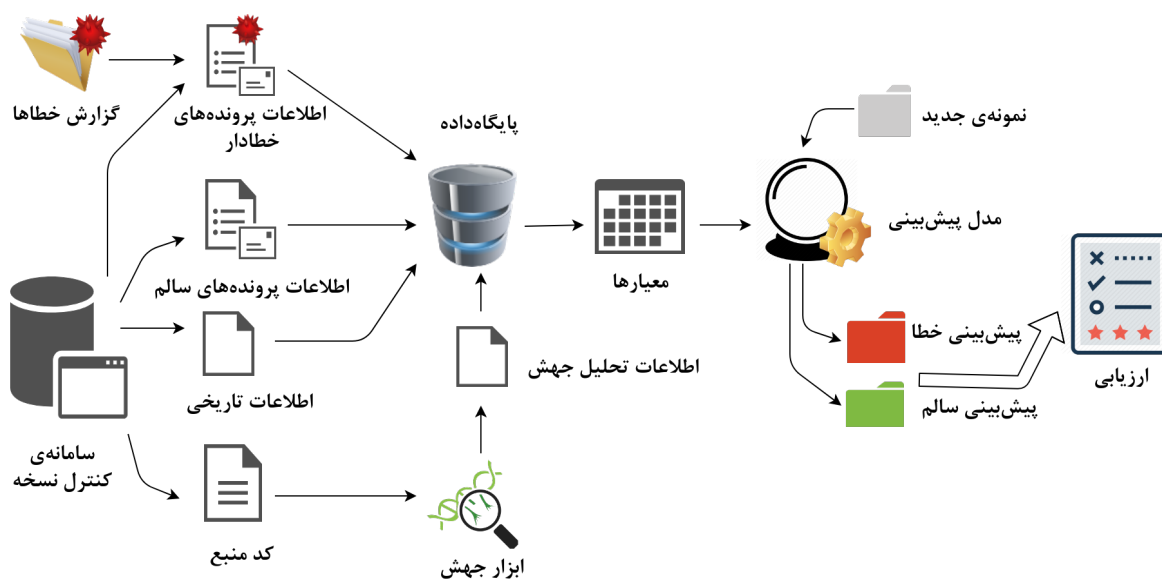 گزارش خطاها
اطلاعات پرونده‌های
خطادار
پایگاه‌داده
نمونه‌ی جدید
مدل پیش‌بینی
معیارها
اطلاعات پرونده‌های سالم
پیش‌بینی خطا
اطلاعات تحلیل جهش
ارزیابی
پیش‌بینی سالم
اطلاعات تاریخی
سامانه‌ی
کنترل نسخه
کد منبع
ابزار جهش